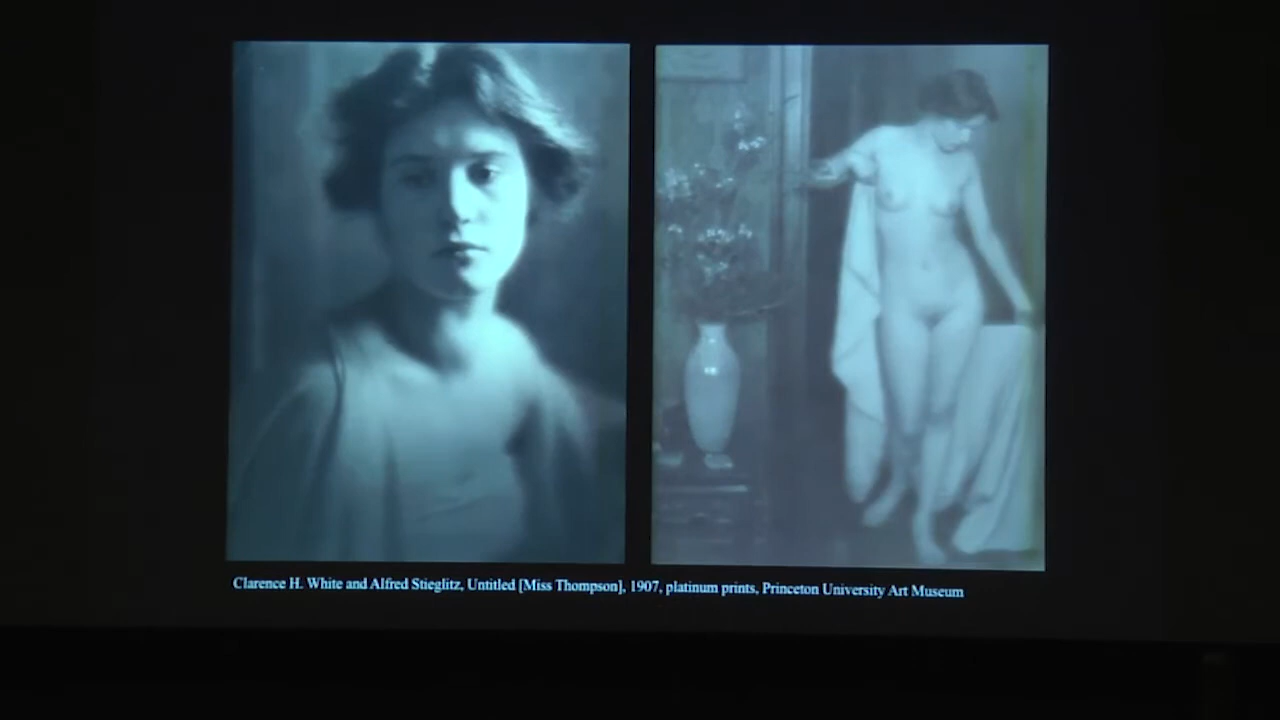 Clarence H. White and Alfred Stieglitz, Untitled [Miss Thompson], 1907, platinum prints, Princeton University Art Museum